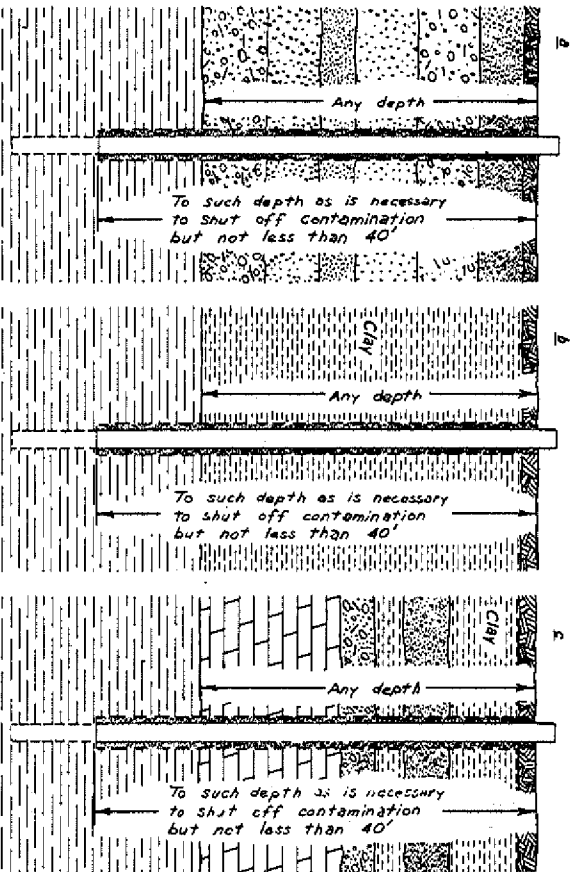 a
Any depth
To such depth as is necessary
to shut off contamination
but not less than 40'
b
Clay
Any depth
To such depth as is necessary
to shut off contamination
but not less than 40'
c
Clay
Any depth
To such depth as is necessary
to shut off contamination
but not less than 40'